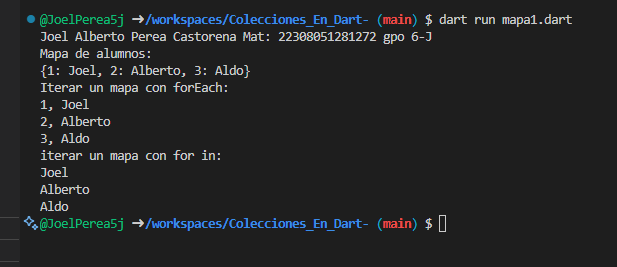 @JoelPerea5j ➜/workspaces/Colecciones_En_Dart- (main) $ dart run mapa1.dart
Joel Alberto Perea Castorena Mat: 22308051281272 gpo 6-J
Mapa de alumnos:
{1: Joel, 2: Alberto, 3: Aldo}
Iterar un mapa con forEach:
1, Joel
2, Alberto
3, Aldo
iterar un mapa con for in:
Joel
Alberto
Aldo
@JoelPerea5j ➜/workspaces/Colecciones_En_Dart- (main) $